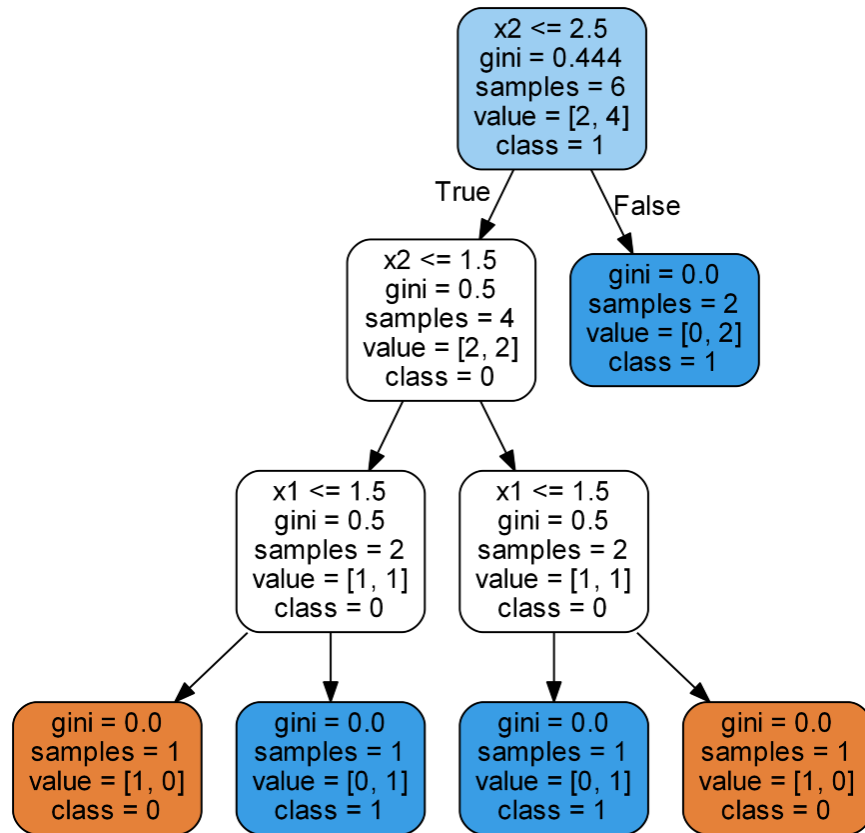 x2 <= 2.5
gini = 0.444
samples = 6
value = [2, 4]
class = 1
True
False
x2 <= 1.5
gini = 0.5
samples = 4
value = [2, 2]
class = 0
gini = 0.0
samples = 2
value = [0, 2]
class = 1
x1 <= 1.5
gini = 0.5
samples = 2
value = [1, 1]
class = 0
x1 <= 1.5
gini = 0.5
samples = 2
value = [1, 1]
class = 0
gini = 0.0
samples = 1
value = [1, 0]
class = 0
gini = 0.0
samples = 1
value = [0, 1]
class = 1
gini = 0.0
samples = 1
value = [0, 1]
class = 1
gini = 0.0
samples = 1
value = [1, 0]
class = 0